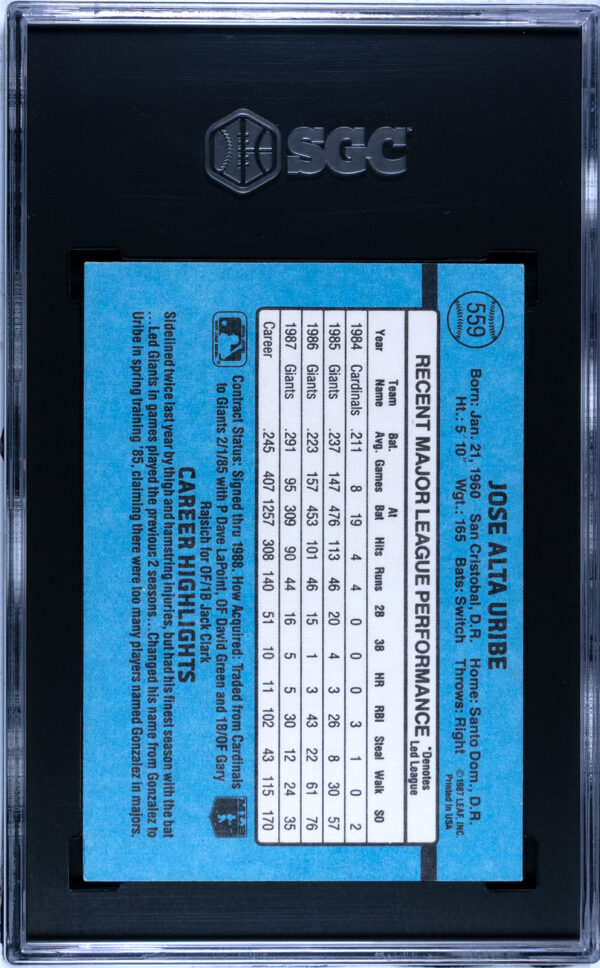 SGC
559
JOSE ALTA URIBE
Born: Jan. 21, 1960 San Cristobal, D.R. Home: Santo Dom., D.R.
Ht.: 5' 10" Wgt.: 165 Bats: Switch Throws: Right
©1987 LEAF, INC.
Printed in USA
RECENT MAJOR LEAGUE PERFORMANCE
*Denotes
Led League
Year Team Name Bat. Avg. Games At Bat Hits Runs 2B 3B HR RBI Steal Walk SO
1984 Cardinals .211 8 19 4 4 0 0 0 3 1 0 2
1985 Giants .237 147 476 113 46 20 4 3 26 8 30 57
1986 Giants .223 157 453 101 46 15 1 3 43 22 61 76
1987 Giants .291 95 309 90 44 16 5 5 30 12 24 35
Career .245 407 1257 308 140 51 10 11 102 43 115 170
Contract Status: Signed thru 1988. How Acquired: Traded from Cardinals
to Giants 2/1/85 with P Dave LaPoint, OF David Green and 1B/OF Gary
Rajsich for OF/1B Jack Clark
MLB
CAREER HIGHLIGHTS
Sidelined twice last year by thigh and hamstring injuries, but had his finest season with the bat
...Led Giants in games played the previous 2 seasons...Changed his name from Gonzalez to
Uribe in spring training '85, claiming there were too many players named Gonzalez in majors.